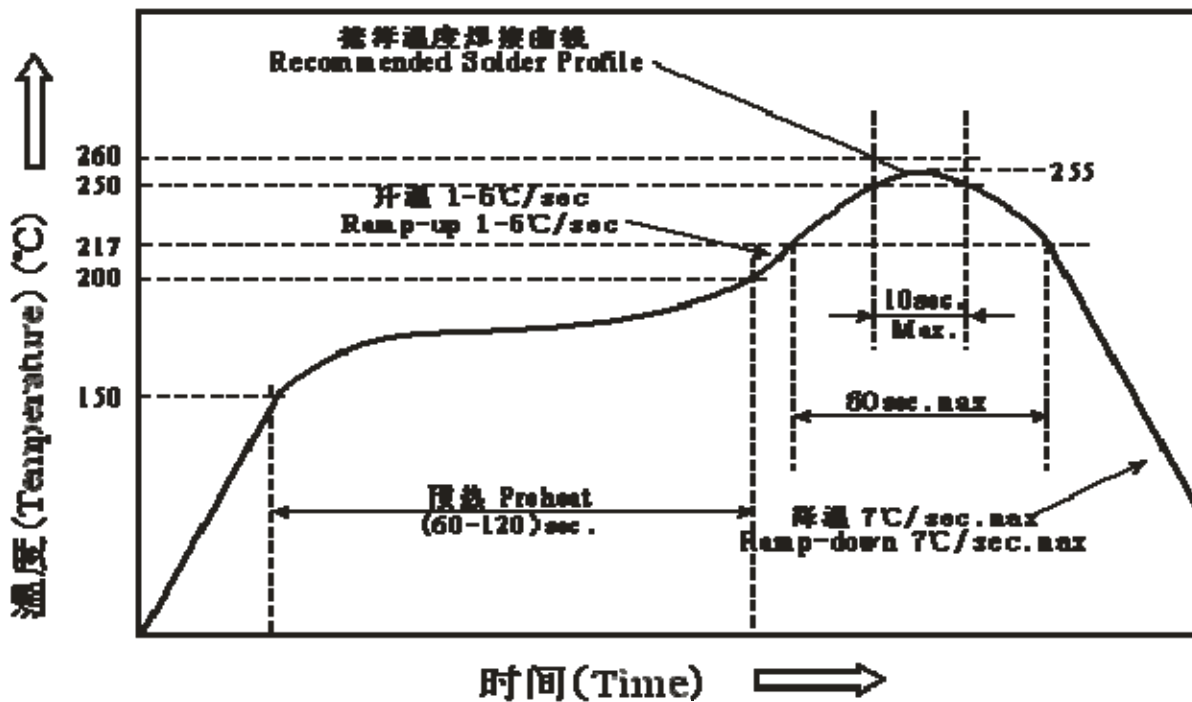 推荐温度焊接曲线
Recommended Solder Profile
温度(Temperature) (℃)
260
255
250
升温 1-6℃/sec
Ramp-up 1-6℃/sec
217
200
10sec.
Max.
150
60sec.max
预热 Preheat
(60-120)sec.
降温 7℃/sec.max
Ramp-down 7℃/sec.max
时间(Time)